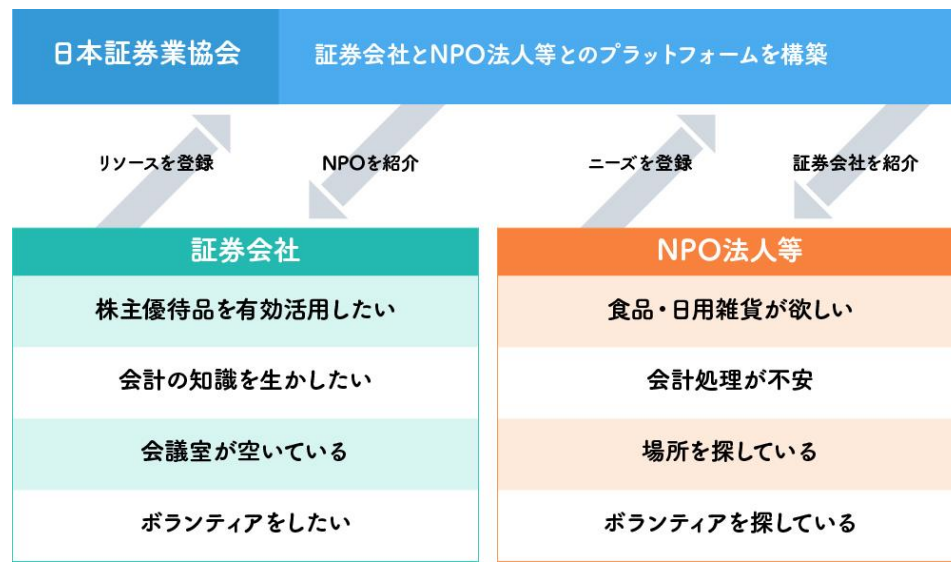 日本証券業協会
証券会社とNPO法人等とのプラットフォームを構築
リソースを登録
NPOを紹介
ニーズを登録
証券会社を紹介
証券会社
株主優待品を有効活用したい
会計の知識を生かしたい
会議室が空いている
ボランティアをしたい
NPO法人等
食品・日用雑貨が欲しい
会計処理が不安
場所を探している
ボランティアを探している